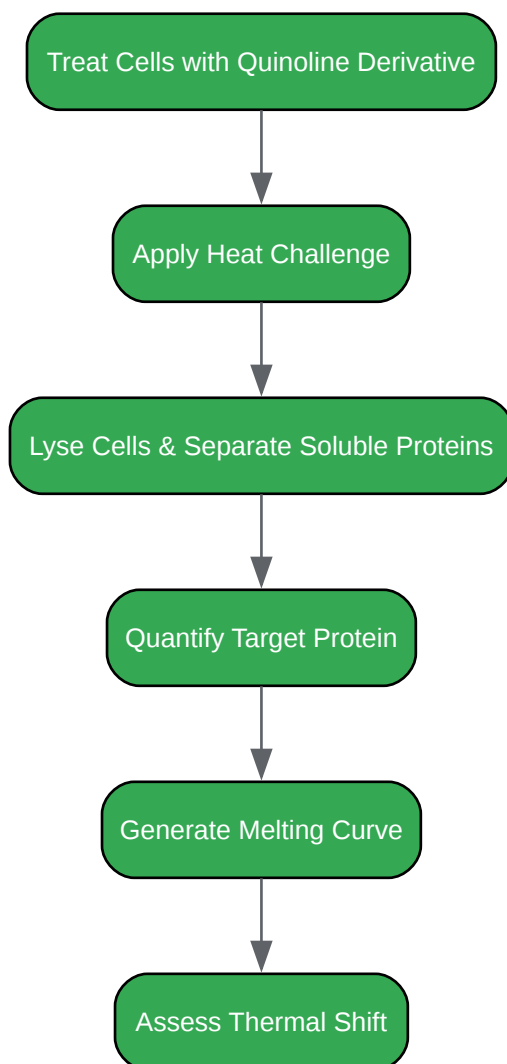 Treat Cells with Quinoline Derivative
Apply Heat Challenge
Lyse Cells & Separate Soluble Proteins
Quantify Target Protein
Generate Melting Curve
Assess Thermal Shift